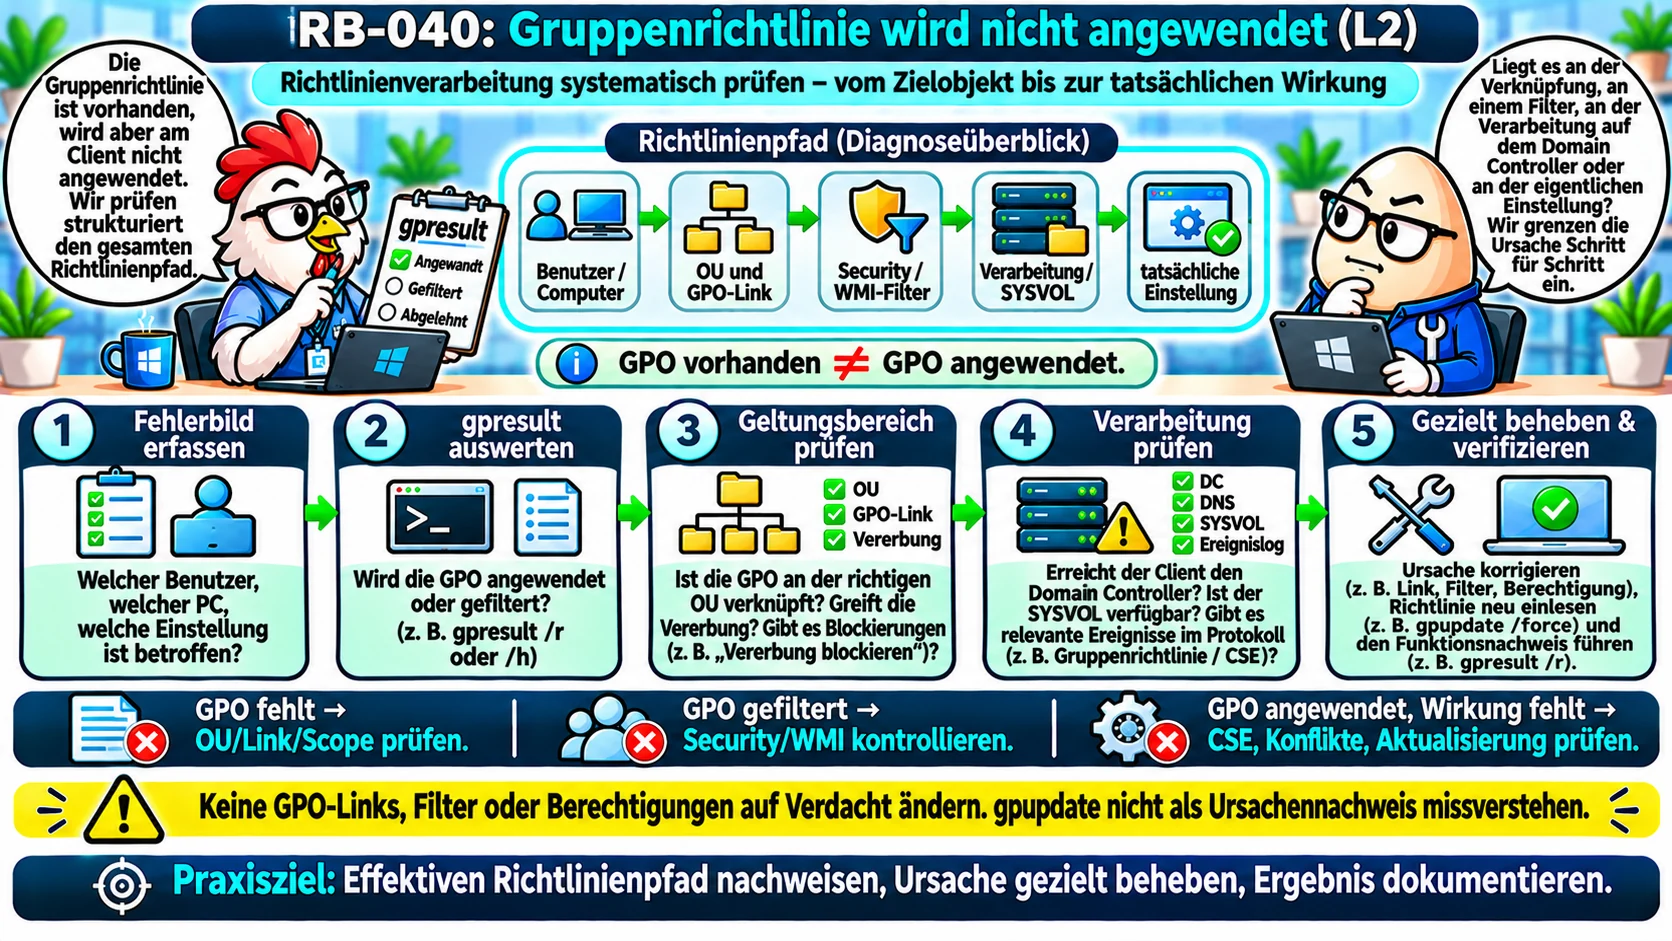 RB-040: Gruppenrichtlinie wird nicht angewendet (L2)
Richtlinienverarbeitung systematisch prüfen – vom Zielobjekt bis zur tatsächlichen Wirkung
Die
Gruppenrichtlinie
ist vorhanden,
wird aber am
Client nicht
angewendet.
Wir prüfen
strukturiert
den gesamten
Richtlinienpfad.
gpresult
Angewandt
Gefiltert
Abgelehnt
Richtlinienpfad (Diagnoseüberblick)
Benutzer /
Computer
OU und
GPO-Link
Security /
WMI-Filter
Verarbeitung /
SYSVOL
tatsächliche
Einstellung
GPO vorhanden ≠ GPO angewendet.
Liegt es an der
Verknüpfung, an
einem Filter, an der
Verarbeitung auf
dem Domain
Controller oder
an der eigentlichen
Einstellung?
Wir grenzen die
Ursache Schritt
für Schritt
ein.
1 Fehlerbild
erfassen
Welcher Benutzer,
welcher PC,
welche Einstellung
ist betroffen?
2 gpresult
auswerten
>_
Wird die GPO angewendet
oder gefiltert?
(z. B. gpresult /r
oder /h)
3 Geltungsbereich
prüfen
OU
GPO-Link
Vererbung
Ist die GPO an der richtigen
OU verknüpft? Greift die
Vererbung? Gibt es Blockierungen
(z. B. „Vererbung blockieren“)?
4 Verarbeitung
prüfen
DC
DNS
SYSVOL
Ereignislog
Erreicht der Client den
Domain Controller? Ist der
SYSVOL verfügbar? Gibt es
relevante Ereignisse im Protokoll
(z. B. Gruppenrichtlinie / CSE)?
5 Gezielt beheben &
verifizieren
Ursache korrigieren
(z. B. Link, Filter, Berechtigung),
Richtlinie neu einlesen
(z. B. gpupdate /force) und
den Funktionsnachweis führen
(z. B. gpresult /r).
GPO fehlt →
OU/Link/Scope prüfen.
GPO gefiltert →
Security/WMI kontrollieren.
GPO angewendet, Wirkung fehlt →
CSE, Konflikte, Aktualisierung prüfen.
Keine GPO-Links, Filter oder Berechtigungen auf Verdacht ändern. gpupdate nicht als Ursachennachweis missverstehen.
Praxisziel: Effektiven Richtlinienpfad nachweisen, Ursache gezielt beheben, Ergebnis dokumentieren.